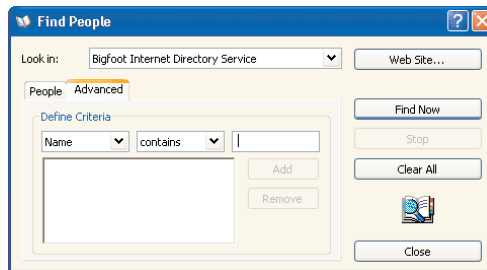 Find People
Look in: Bigfoot Internet Directory Service Web Site...
People Advanced
Find Now
Define Criteria
Name contains Stop
Add Clear All
Remove
Close